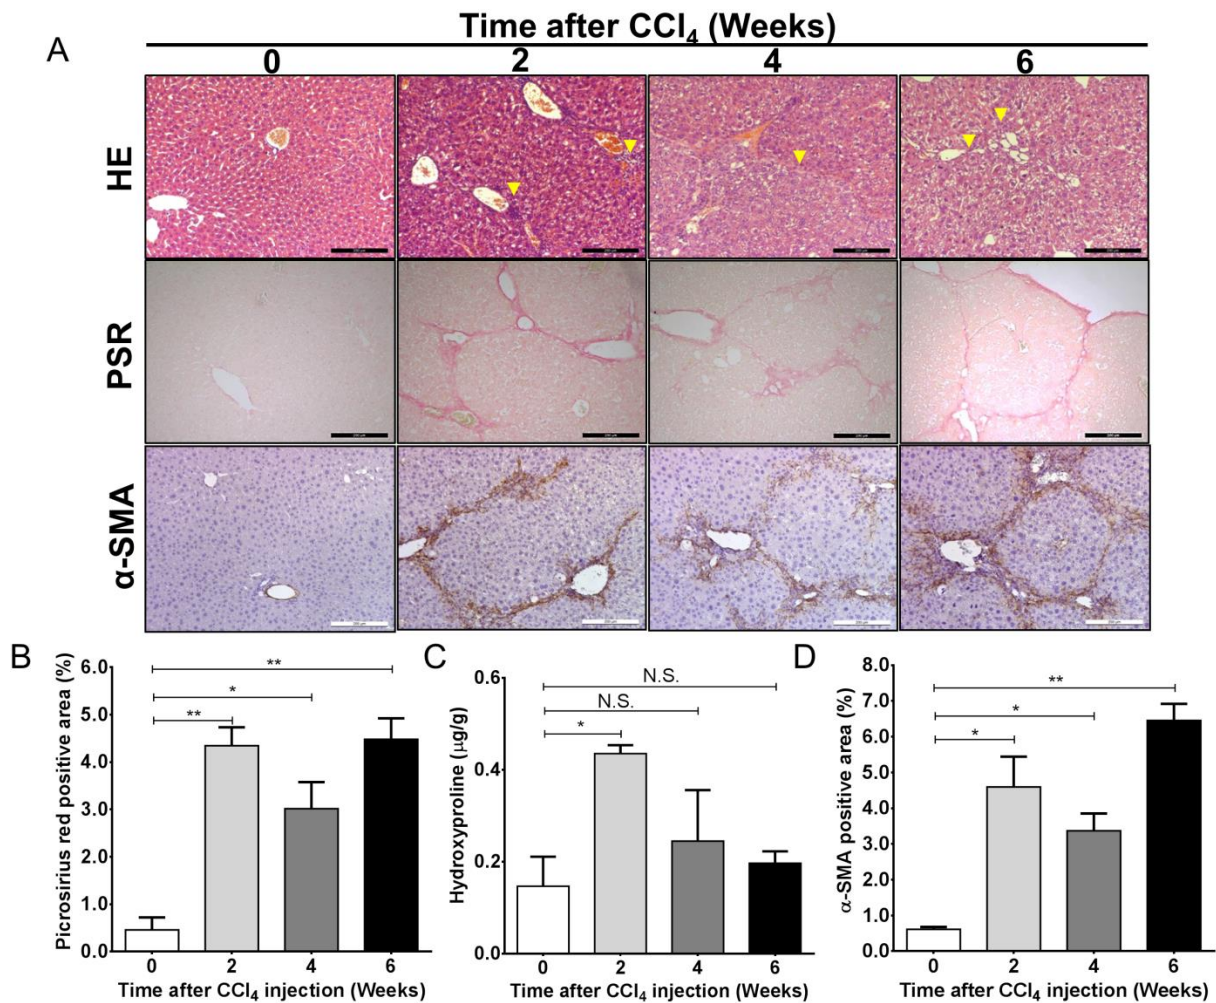 Time after CCl₄ (Weeks)
A
0 2 4 6
HE
PSR
α-SMA
B
Picrosirius red positive area (%)
6.0
5.0
4.0
3.0
2.0
1.0
0.0
**
*
**
0 2 4 6
Time after CCl₄ injection (Weeks)
C
Hydroxyproline (µg/g)
0.6
0.4
0.2
0.0
N.S.
N.S.
*
0 2 4 6
Time after CCl₄ injection (Weeks)
D
α-SMA positive area (%)
8.0
7.0
6.0
5.0
4.0
3.0
2.0
1.0
0.0
**
*
*
0 2 4 6
Time after CCl₄ injection (Weeks)